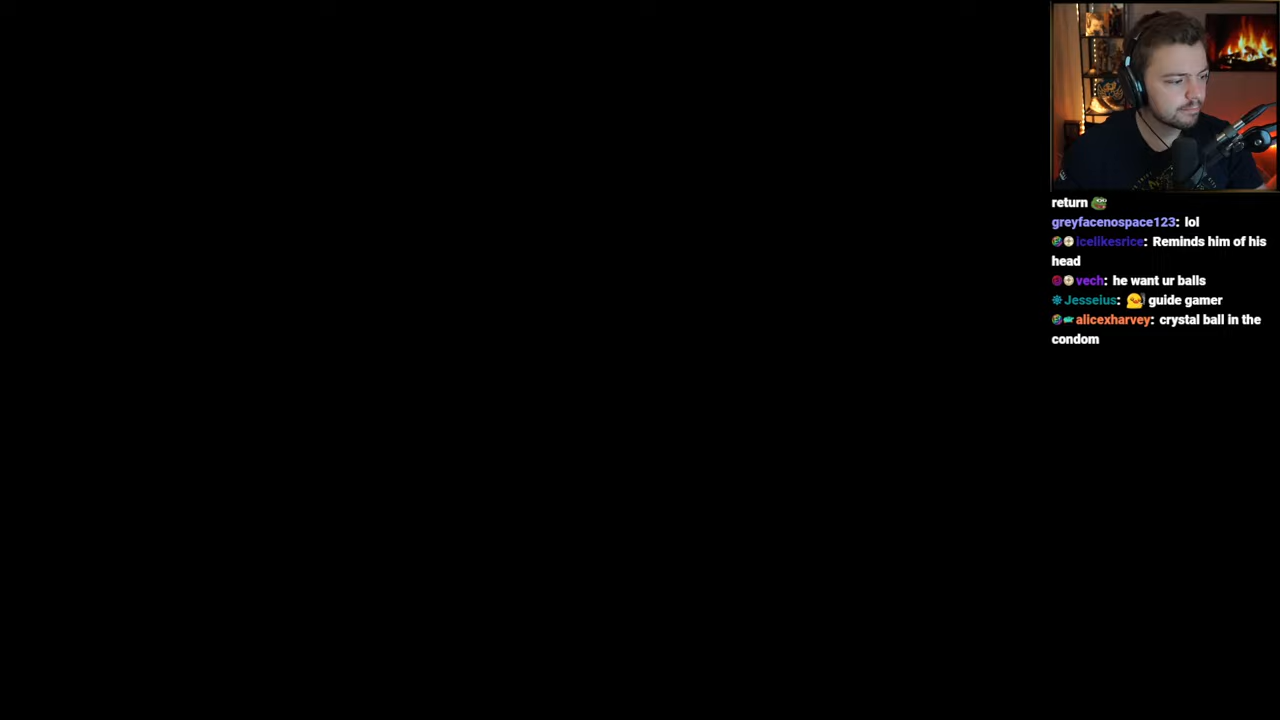 return
greyfacenospace123: lol
icelikesrice: Reminds him of his
head
vech: he want ur balls
Jesseius: guide gamer
alicexharvey: crystal ball in the
condom